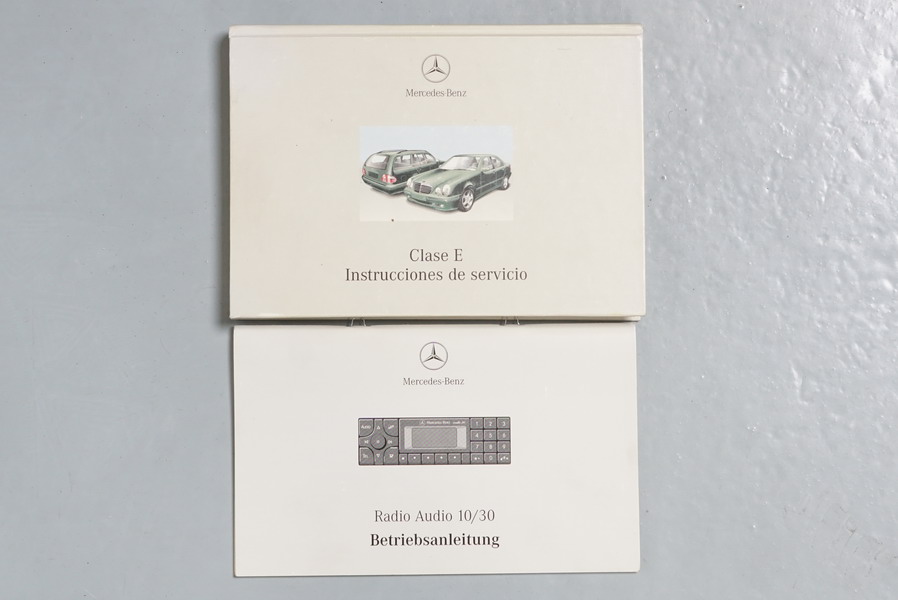 Mercedes-Benz
Clase E
Instrucciones de servicio
Mercedes-Benz
Radio Audio 10/30
Betriebsanleitung